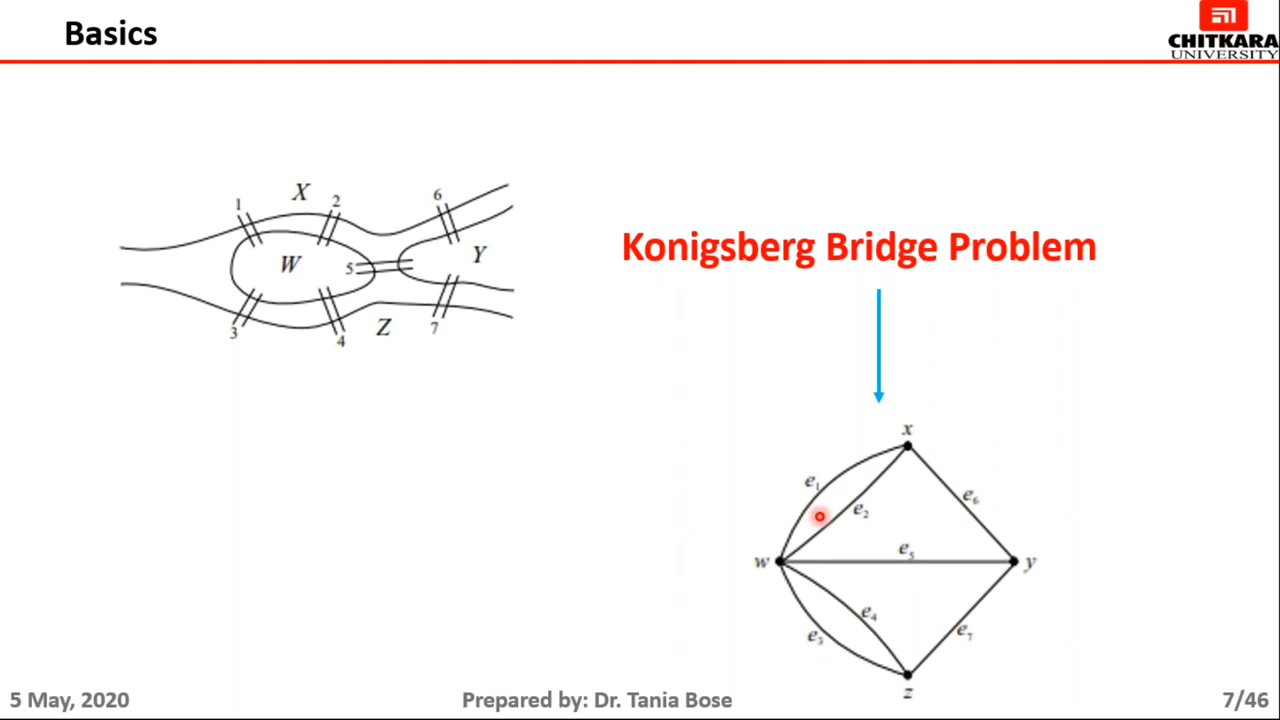 Basics
CHITKARA
UNIVERSITY
1
X
2
6
W
5
Y
3
4
Z
7
Konigsberg Bridge Problem
x
e₁
e₂
e₆
w
e₅
y
e₄
e₃
e₇
z
5 May, 2020
Prepared by: Dr. Tania Bose
7/46